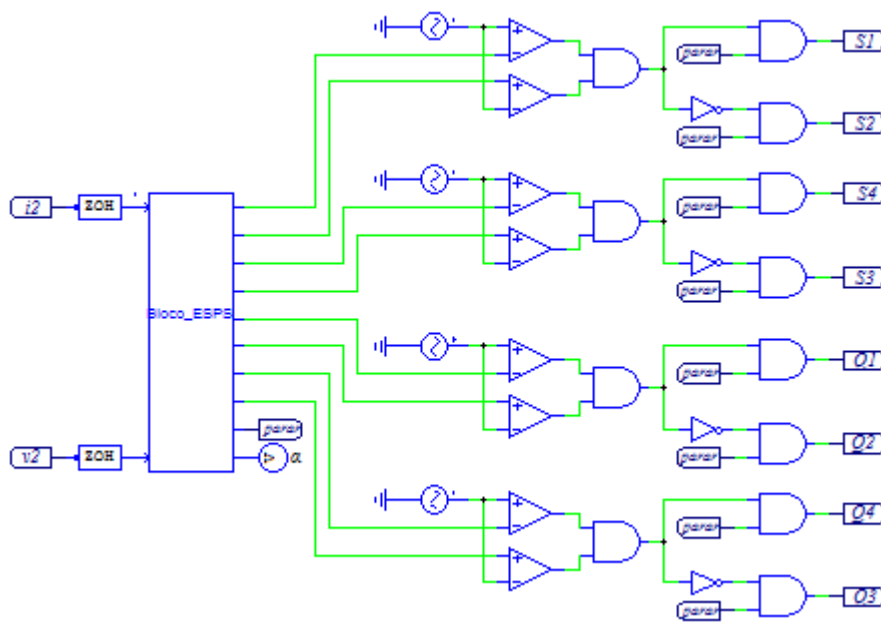 S1
parar
S2
parar
i2
ZOH
S4
parar
S3
parar
Bloco_ESPS
Q1
parar
parar
Q2
v2
ZOH
α
parar
Q4
parar
Q3
parar